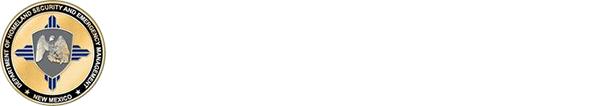 DEPARTMENT OF HOMELAND SECURITY AND EMERGENCY MANAGEMENT
★ NEW MEXICO ★